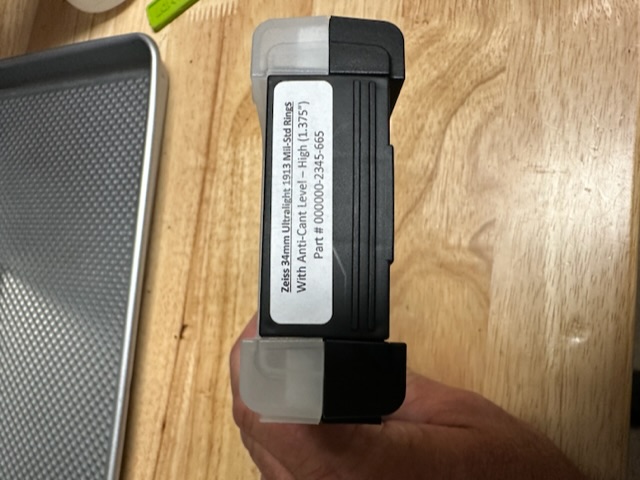 Zeiss 34mm Ultralight 1913 Mil-Std Rings
With Anti-Cant Level – High (1.375")
Part # 000000-2345-665